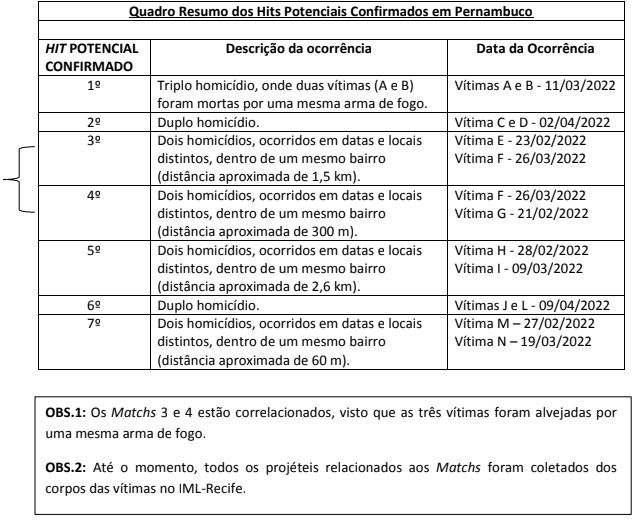 Quadro Resumo dos Hits Potenciais Confirmados em Pernambuco
HIT POTENCIAL CONFIRMADO Descrição da ocorrência Data da Ocorrência
1º Triplo homicídio, onde duas vítimas (A e B) Vítimas A e B - 11/03/2022
foram mortas por uma mesma arma de fogo.
2º Duplo homicídio. Vítima C e D - 02/04/2022
3º Dois homicídios, ocorridos em datas e locais Vítima E - 23/02/2022
distintos, dentro de um mesmo bairro Vítima F - 26/03/2022
(distância aproximada de 1,5 km).
4º Dois homicídios, ocorridos em datas e locais Vítima F - 26/03/2022
distintos, dentro de um mesmo bairro Vítima G - 21/02/2022
(distância aproximada de 300 m).
5º Dois homicídios, ocorridos em datas e locais Vítima H - 28/02/2022
distintos, dentro de um mesmo bairro Vítima I - 09/03/2022
(distância aproximada de 2,6 km).
6º Duplo homicídio. Vítimas J e L - 09/04/2022
7º Dois homicídios, ocorridos em datas e locais Vítima M – 27/02/2022
distintos, dentro de um mesmo bairro Vítima N – 19/03/2022
(distância aproximada de 60 m).
OBS.1: Os Matchs 3 e 4 estão correlacionados, visto que as três vítimas foram alvejadas por
uma mesma arma de fogo.
OBS.2: Até o momento, todos os projéteis relacionados aos Matchs foram coletados dos
corpos das vítimas no IML-Recife.